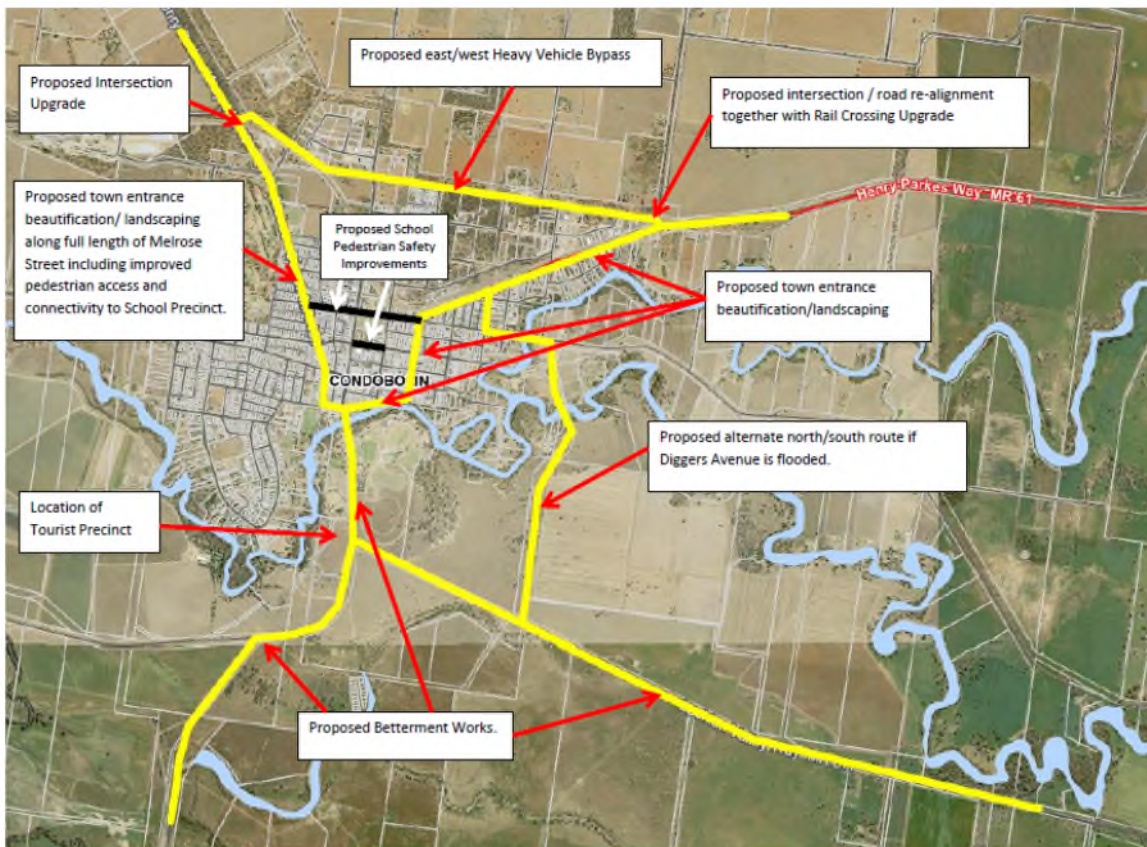 Proposed east/west Heavy Vehicle Bypass
Proposed Intersection
Upgrade
Proposed intersection / road re-alignment
together with Rail Crossing Upgrade
Henry Parkes Way MR 61
Proposed town entrance
beautification/ landscaping
along full length of Melrose
Street including improved
pedestrian access and
connectivity to School Precinct.
Proposed School
Pedestrian Safety
Improvements
Proposed town entrance
beautification/landscaping
CONDOBOLIN
Proposed alternate north/south route if
Diggers Avenue is flooded.
Location of
Tourist Precinct
Proposed Betterment Works.